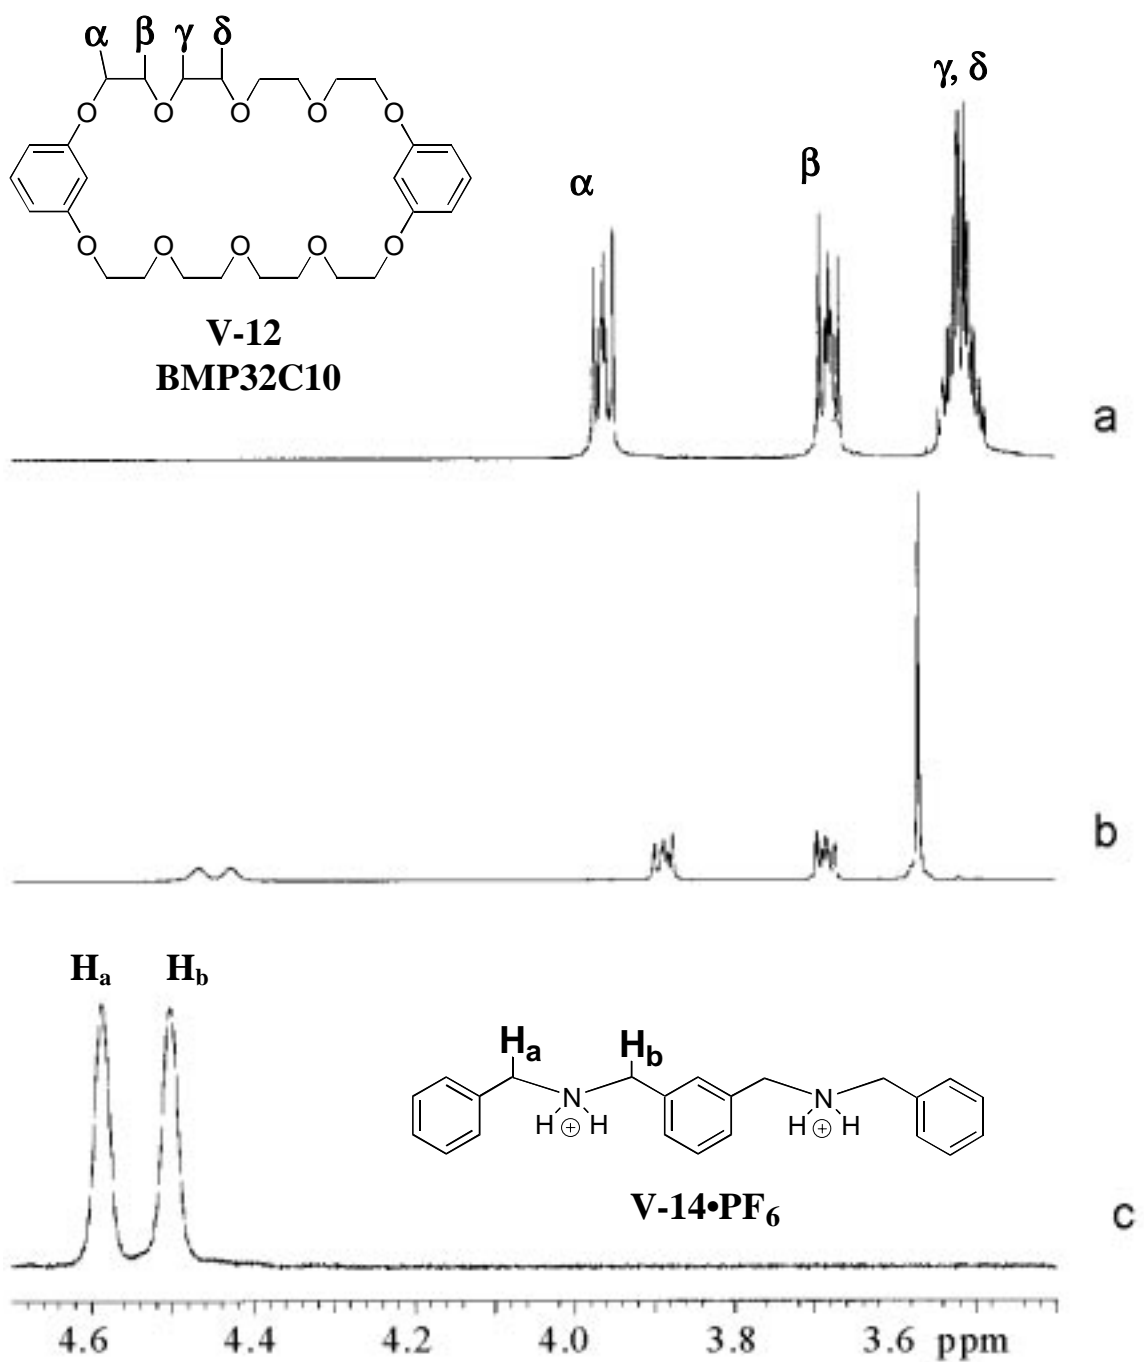 α β γ δ
O O O O O
O O O O O
V-12
BMP32C10
α
β
γ, δ
a
b
Ha Hb
Ha Hb
N N
H ⊕ H H ⊕ H
V-14•PF6
c
4.6 4.4 4.2 4.0 3.8 3.6 ppm